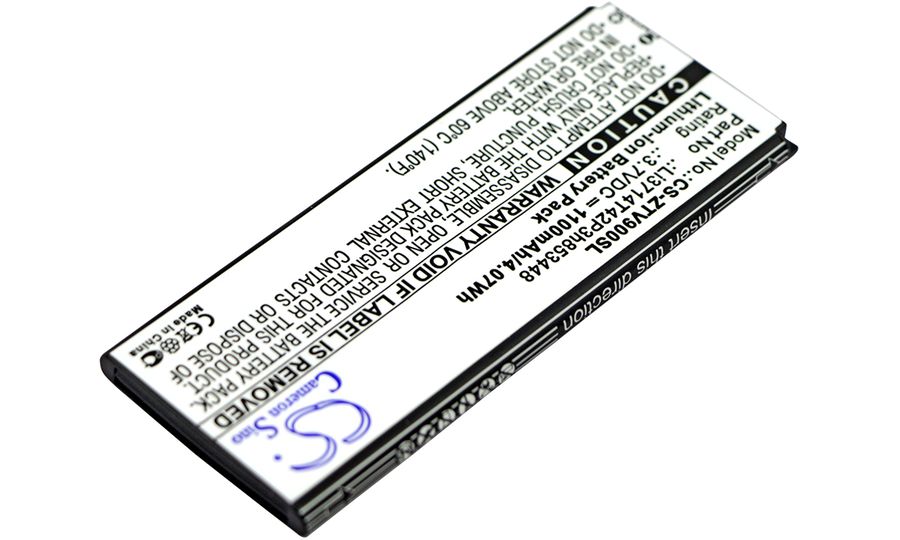 Model No.: CS-ZTV900SL
Part No :Li3714T42P3h853448
Rating :3.7VDC ⎓ 1100mAh/4.07Wh
Lithium-Ion Battery Pack
CAUTION WARRANTY VOID IF LABEL IS REMOVED
*DO NOT ATTEMPT TO DISASSEMBLE, OPEN OR SERVICE THE BATTERY PACK.
*REPLACE ONLY WITH THE BATTERY PACK DESIGNATED FOR THIS PRODUCT.
*DO NOT CRUSH, PUNCTURE, SHORT EXTERNAL CONTACTS OR DISPOSE OF
IN FIRE OR WATER.
*DO NOT STORE ABOVE 60°C (140°F).
CE
Made in China
CS
Cameron Sino
Insert this direction